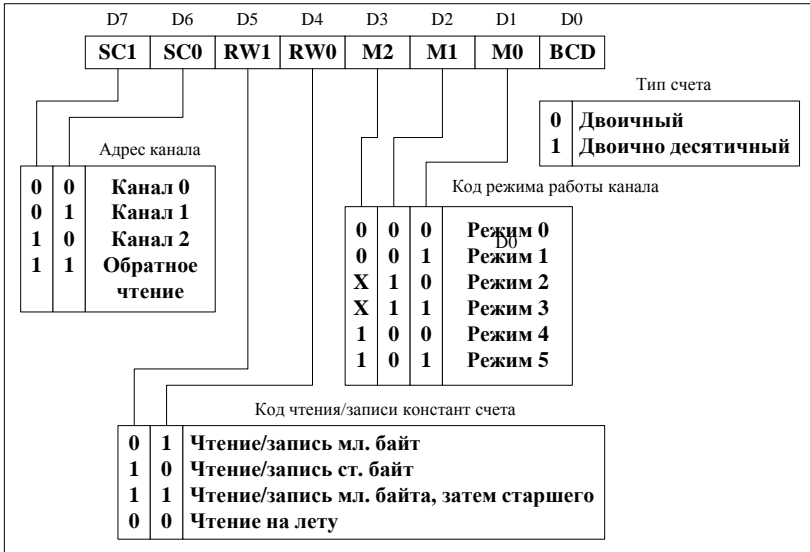 D7 D6 D5 D4 D3 D2 D1 D0
SC1 SC0 RW1 RW0 M2 M1 M0 BCD
Тип счета
0 Двоичный
1 Двоично десятичный
Адрес канала
0 0 Канал 0
0 1 Канал 1
1 0 Канал 2
1 1 Обратное
чтение
Код режима работы канала
0 0 0 Режим 0
D0
0 0 1 Режим 1
X 1 0 Режим 2
X 1 1 Режим 3
1 0 0 Режим 4
1 0 1 Режим 5
Код чтения/записи констант счета
0 1 Чтение/запись мл. байт
1 0 Чтение/запись ст. байт
1 1 Чтение/запись мл. байта, затем старшего
0 0 Чтение на лету